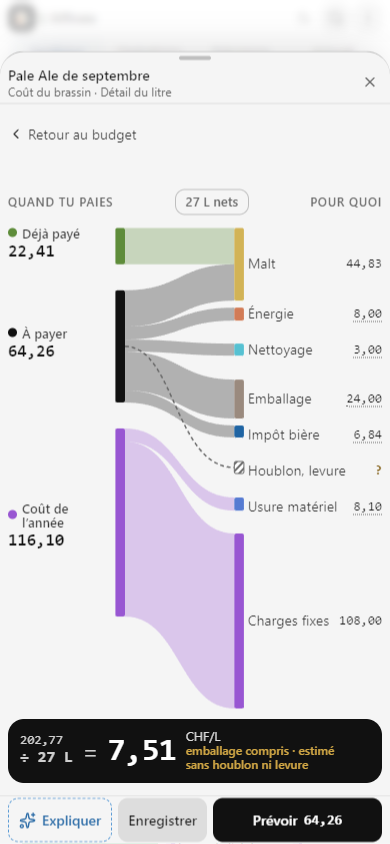 Pale Ale de septembre
Coût du brassin · Détail du litre
Retour au budget
QUAND TU PAIES
27 L nets
POUR QUOI
Déjà payé
22,41
À payer
64,26
Coût de
l'année
116,10
Malt 44,83
Énergie 8,00
Nettoyage 3,00
Emballage 24,00
Impôt bière 6,84
Houblon, levure ?
Usure matériel 8,10
Charges fixes 108,00
202,77
÷ 27 L
= 7,51
CHF/L
emballage compris · estimé
sans houblon ni levure
Expliquer
Enregistrer
Prévoir 64,26